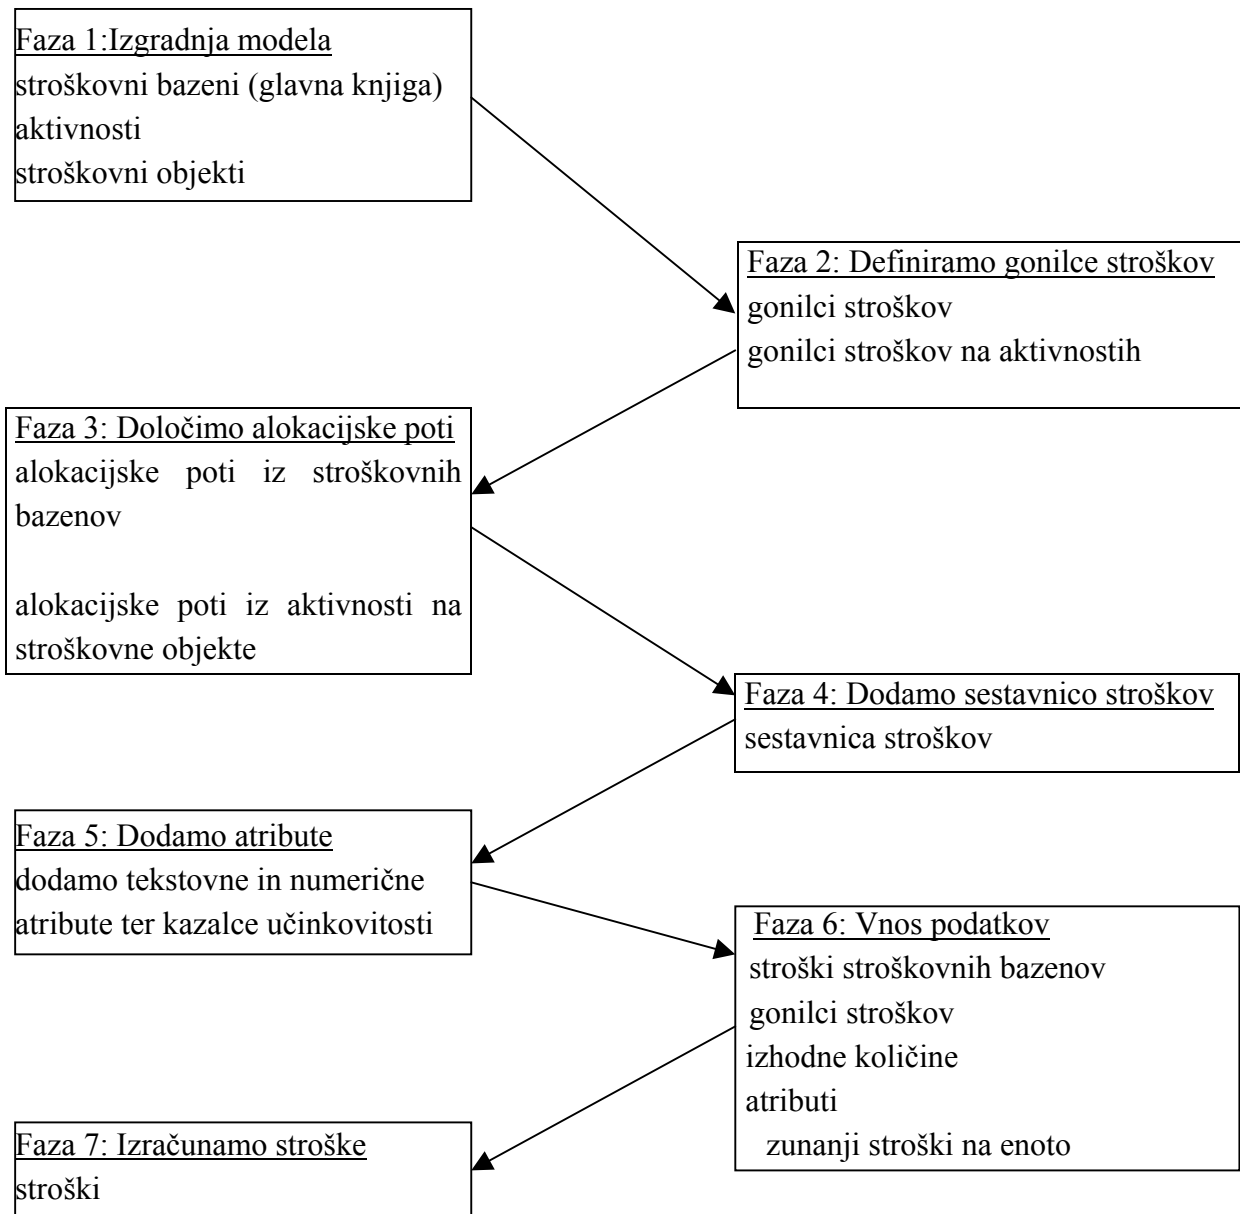 Faza 1:Izgradnja modela
stroškovni bazeni (glavna knjiga)
aktivnosti
stroškovni objekti
Faza 2: Definiramo gonilce stroškov
gonilci stroškov
gonilci stroškov na aktivnostih
Faza 3: Določimo alokacijske poti
alokacijske poti iz stroškovnih
bazenov
alokacijske poti iz aktivnosti na
stroškovne objekte
Faza 4: Dodamo sestavnico stroškov
sestavnica stroškov
Faza 5: Dodamo atribute
dodamo tekstovne in numerične
atribute ter kazalce učinkovitosti
Faza 6: Vnos podatkov
stroški stroškovnih bazenov
gonilci stroškov
izhodne količine
atributi
zunanji stroški na enoto
Faza 7: Izračunamo stroške
stroški